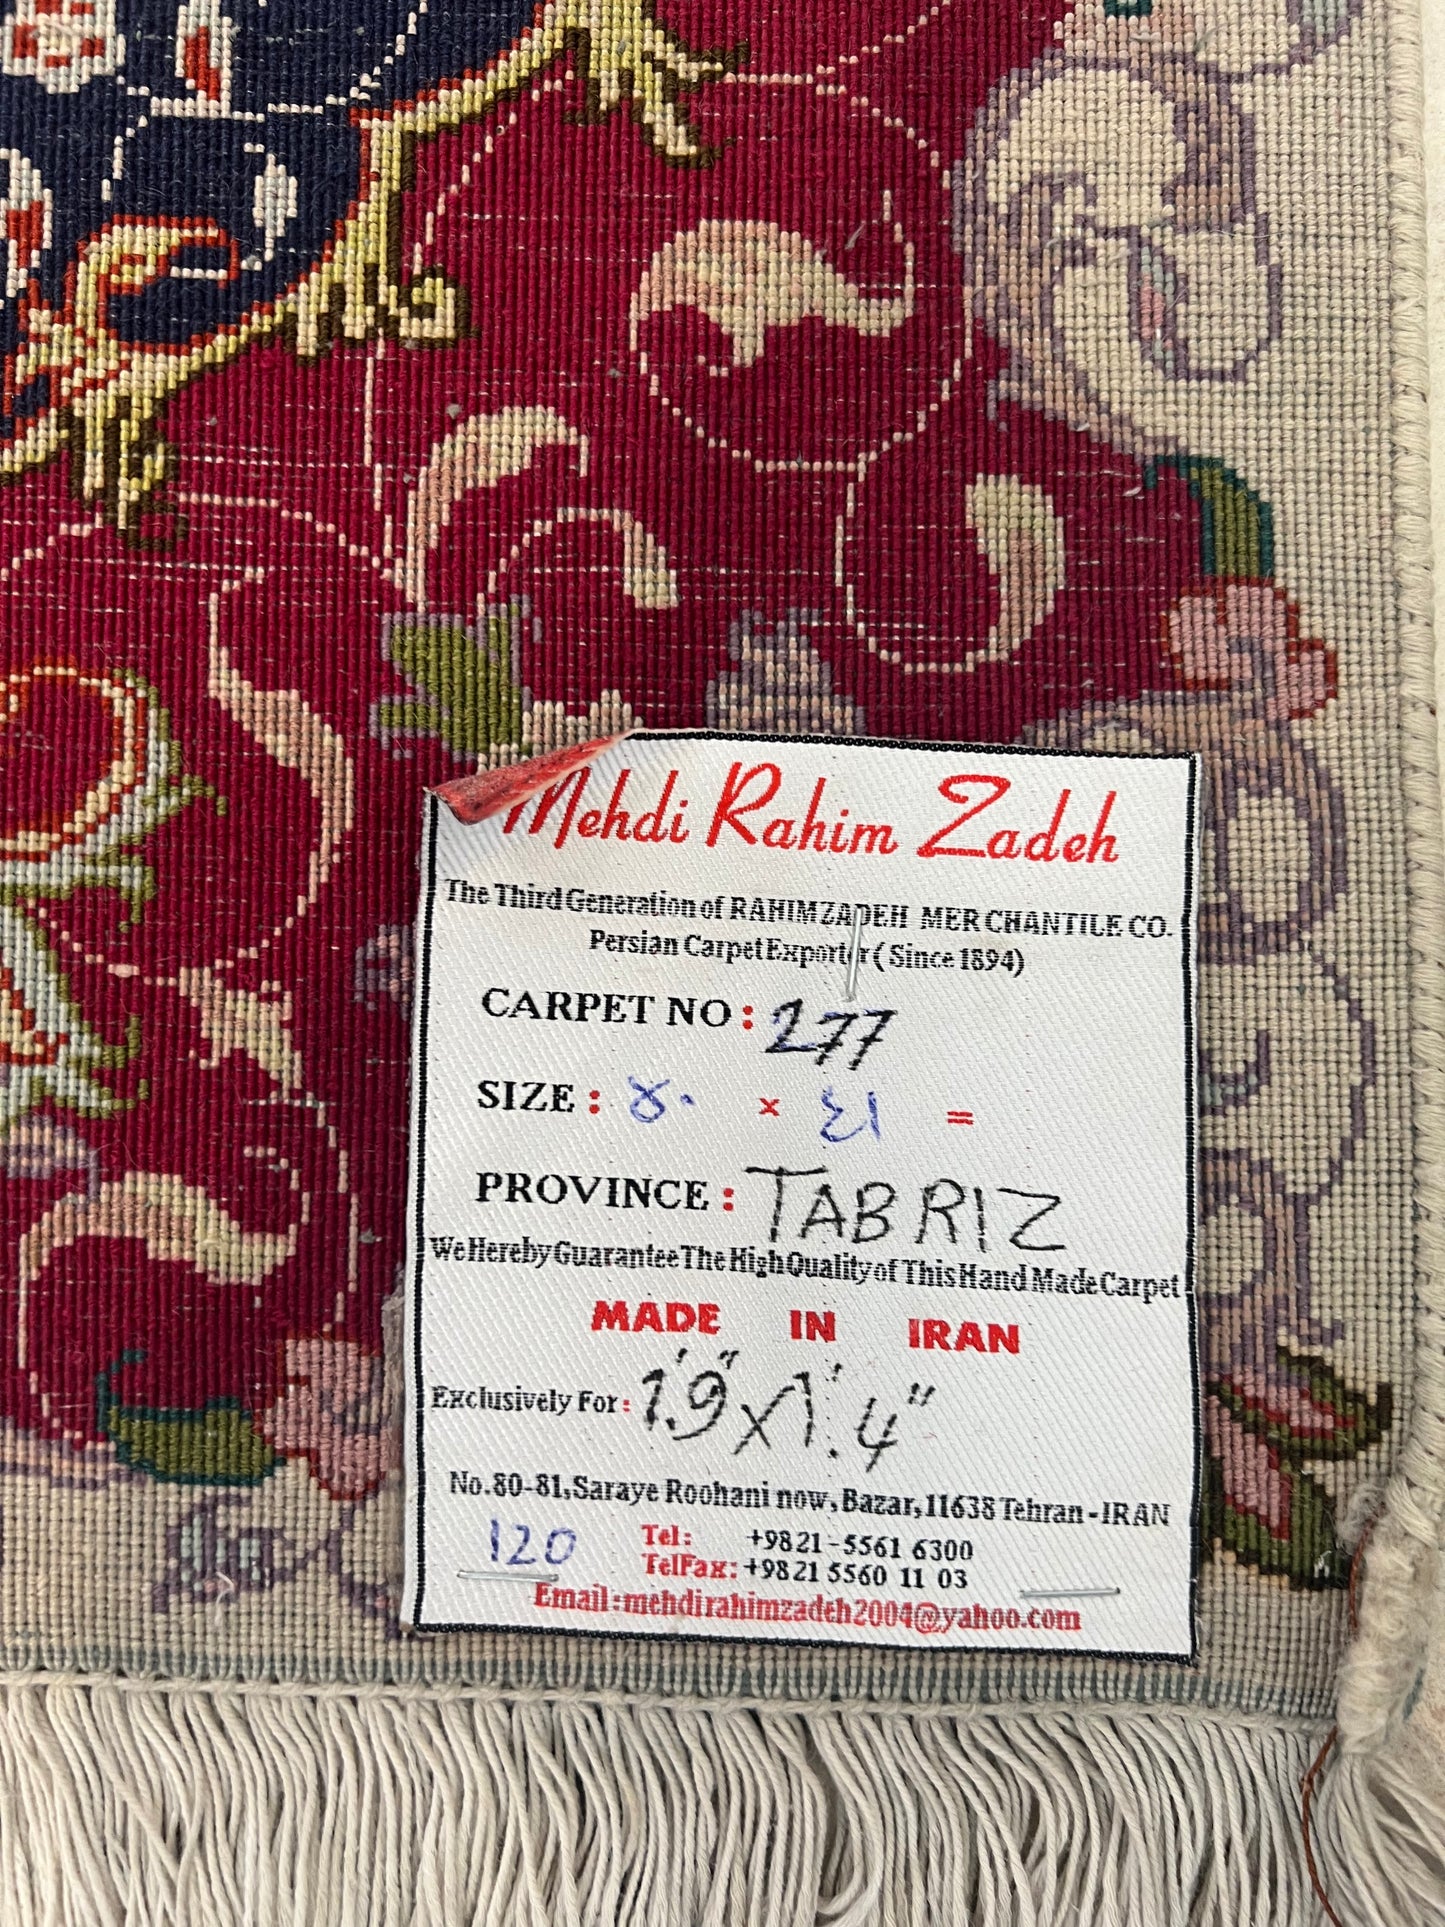 Mehdi Rahim Zadeh
The Third Generation of RAHIMZADEH MERCHANTILE CO.
Persian Carpet Exporter ( Since 1894)
CARPET NO : 277
SIZE : ۵۰ × ٤١ =
PROVINCE : TABRIZ
We Hereby Guarantee The High Quality of This Hand Made Carpet
MADE IN IRAN
Exclusively For : 1'.9" x 1'.4"
No.80-81,Saraye Roohani now, Bazar,11638 Tehran - IRAN
120 Tel: +9821-5561 6300
TelFax: +9821 5560 11 03
Email:mehdirahimzadeh2004@yahoo.com